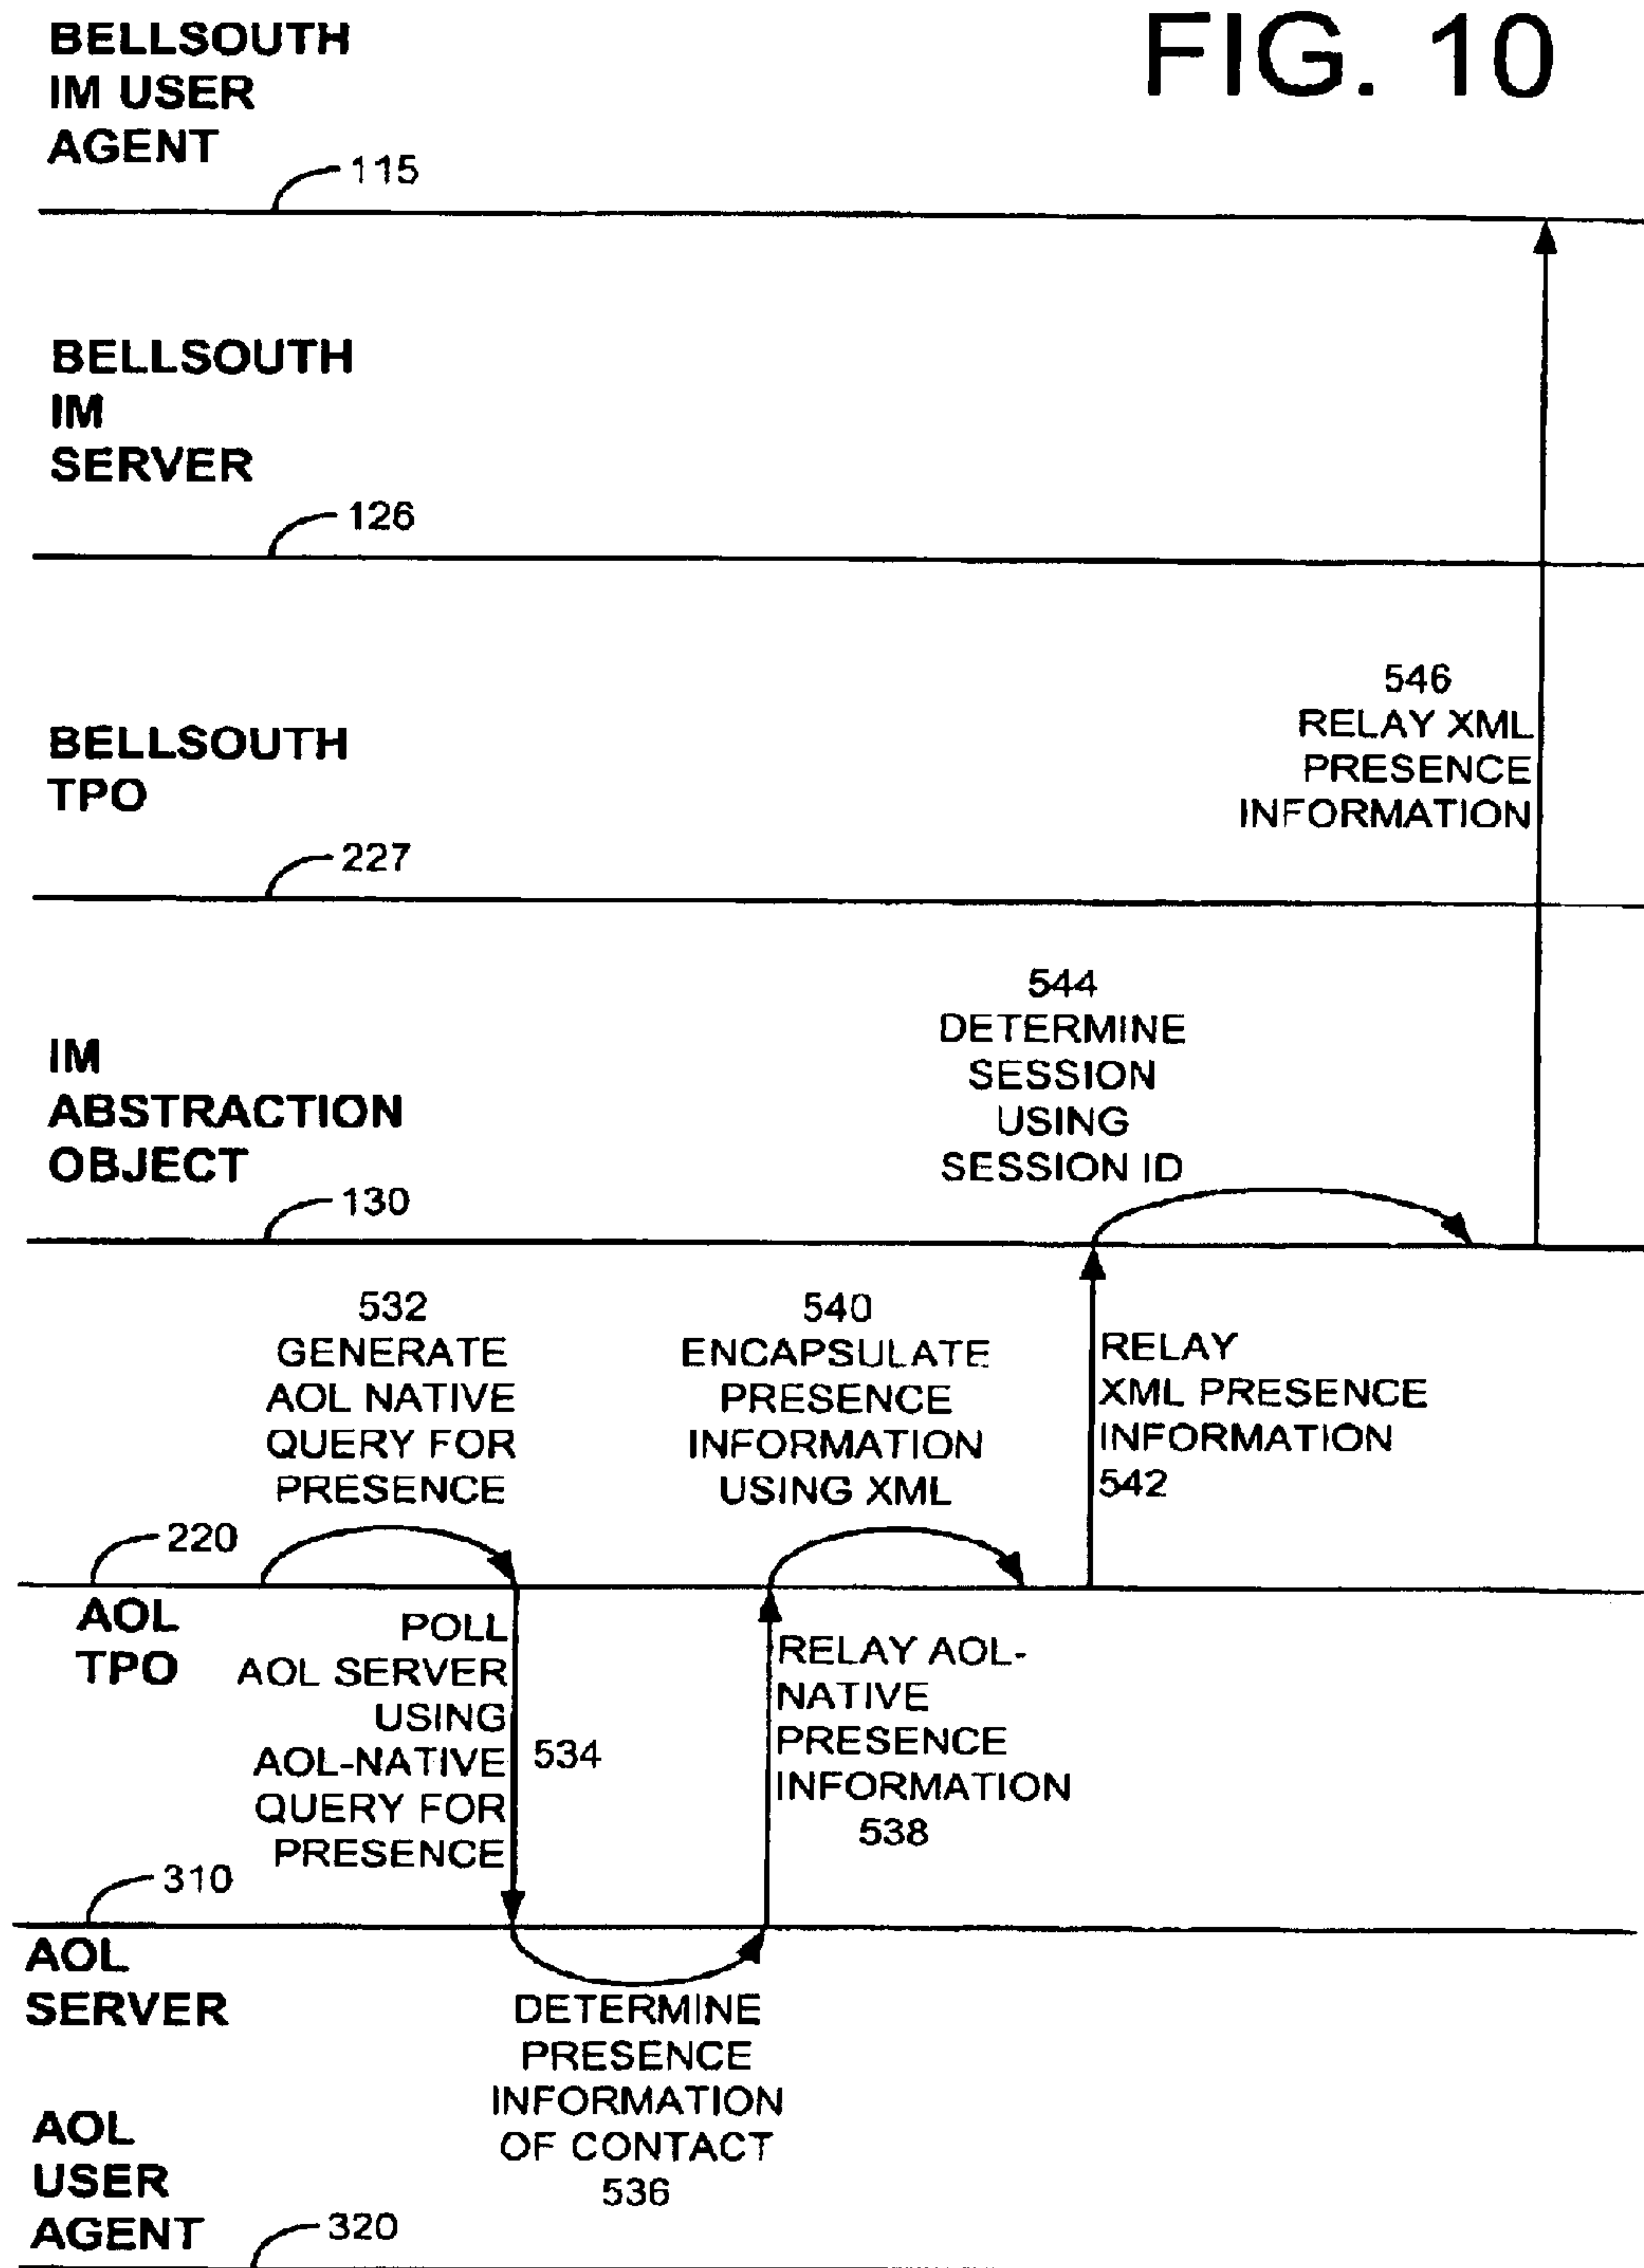 FIG. 10
BELLSOUTH
IM USER
AGENT
115
BELLSOUTH
IM
SERVER
126
546
RELAY XML
PRESENCE
INFORMATION
BELLSOUTH
TPO
227
544
DETERMINE
SESSION
USING
SESSION ID
IM
ABSTRACTION
OBJECT
130
532
GENERATE
AOL NATIVE
QUERY FOR
PRESENCE
540
ENCAPSULATE
PRESENCE
INFORMATION
USING XML
RELAY
XML PRESENCE
INFORMATION
542
220
AOL
TPO
POLL
AOL SERVER
USING
AOL-NATIVE
QUERY FOR
PRESENCE
534
RELAY AOL-
NATIVE
PRESENCE
INFORMATION
538
310
AOL
SERVER
DETERMINE
PRESENCE
INFORMATION
OF CONTACT
536
AOL
USER
AGENT
320